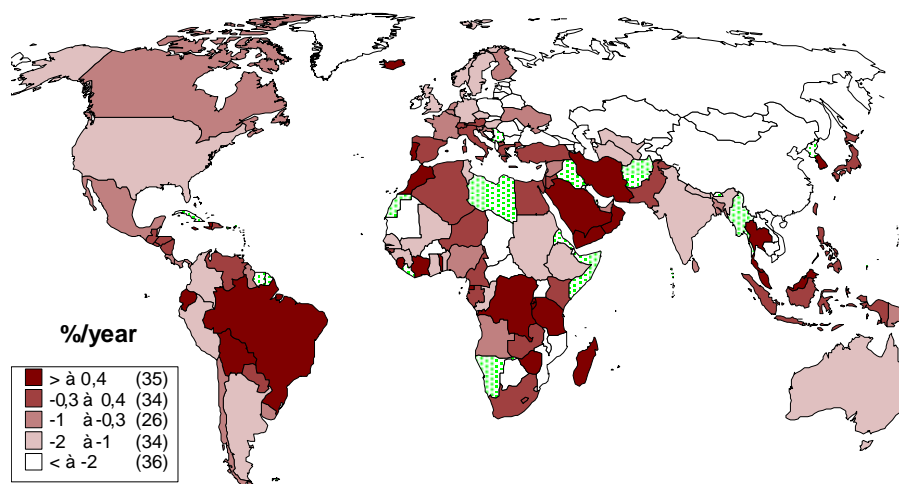 %/year
> à 0,4 (35)
-0,3 à 0,4 (34)
-1 à -0,3 (26)
-2 à -1 (34)
< à -2 (36)